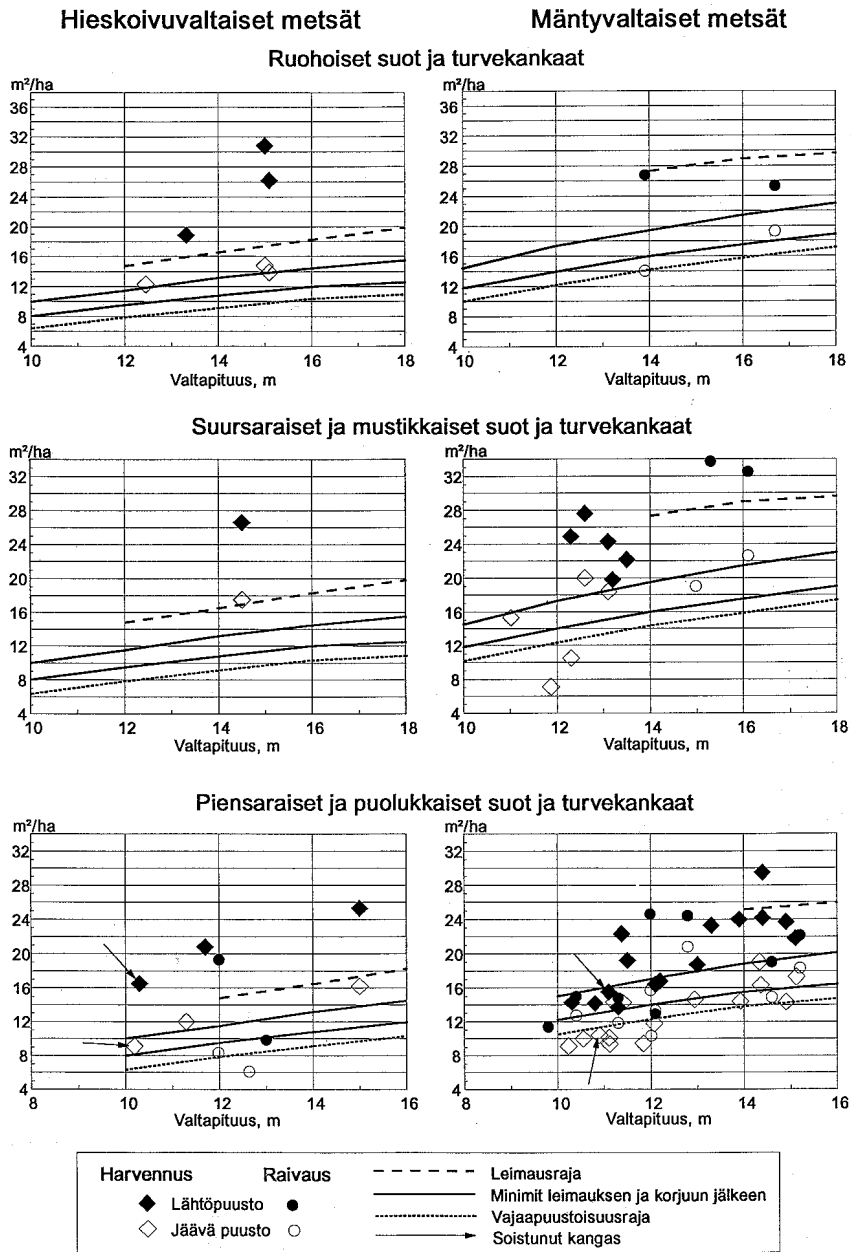 Hieskoivuvaltaiset metsät
Mäntyvaltaiset metsät
Ruohoiset suot ja turvekankaat
m²/ha
36
32
28
24
20
16
12
8
4
10 12 14 16 18
Valtapituus, m
m²/ha
36
32
28
24
20
16
12
8
4
10 12 14 16 18
Valtapituus, m
Suursaraiset ja mustikkaiset suot ja turvekankaat
m²/ha
32
28
24
20
16
12
8
4
10 12 14 16 18
Valtapituus, m
m²/ha
32
28
24
20
16
12
8
4
10 12 14 16 18
Valtapituus, m
Piensaraiset ja puolukkaiset suot ja turvekankaat
m²/ha
32
28
24
20
16
12
8
4
8 10 12 14 16
Valtapituus, m
m²/ha
32
28
24
20
16
12
8
4
8 10 12 14 16
Valtapituus, m
Harvennus Raivaus
Lähtöpuusto
Jäävä puusto
Leimausraja
Minimit leimauksen ja korjuun jälkeen
Vajaapuustoisuusraja
Soistunut kangas